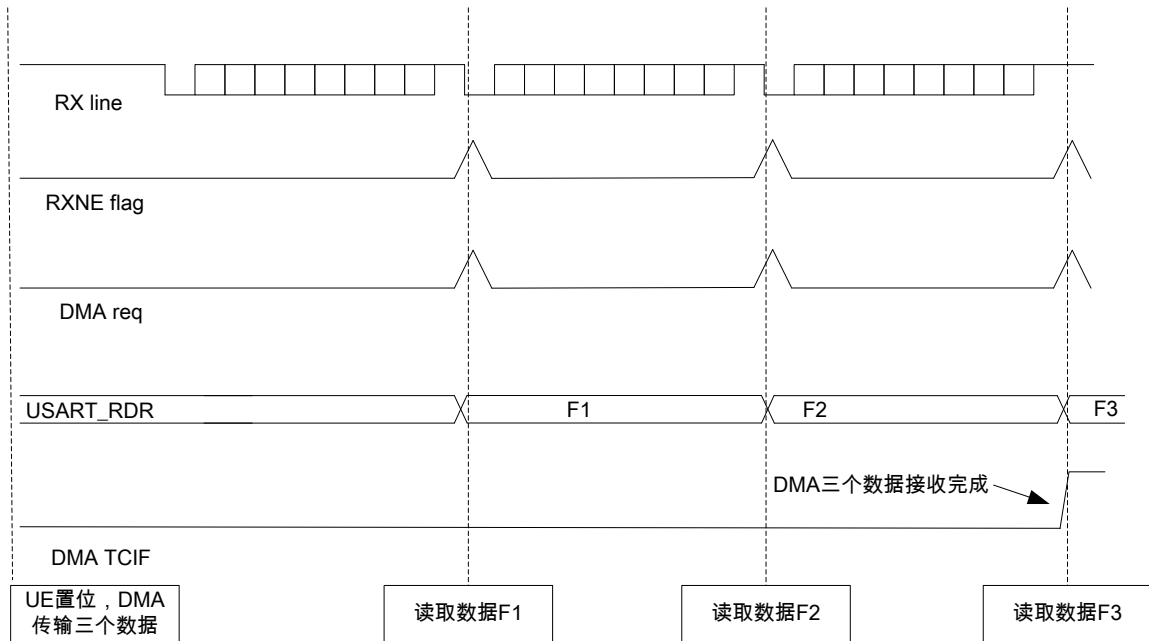 RX line
RXNE flag
DMA req
USART_RDR
F1
F2
F3
DMA三个数据接收完成
DMA TCIF
UE置位，DMA
传输三个数据
读取数据F1
读取数据F2
读取数据F3